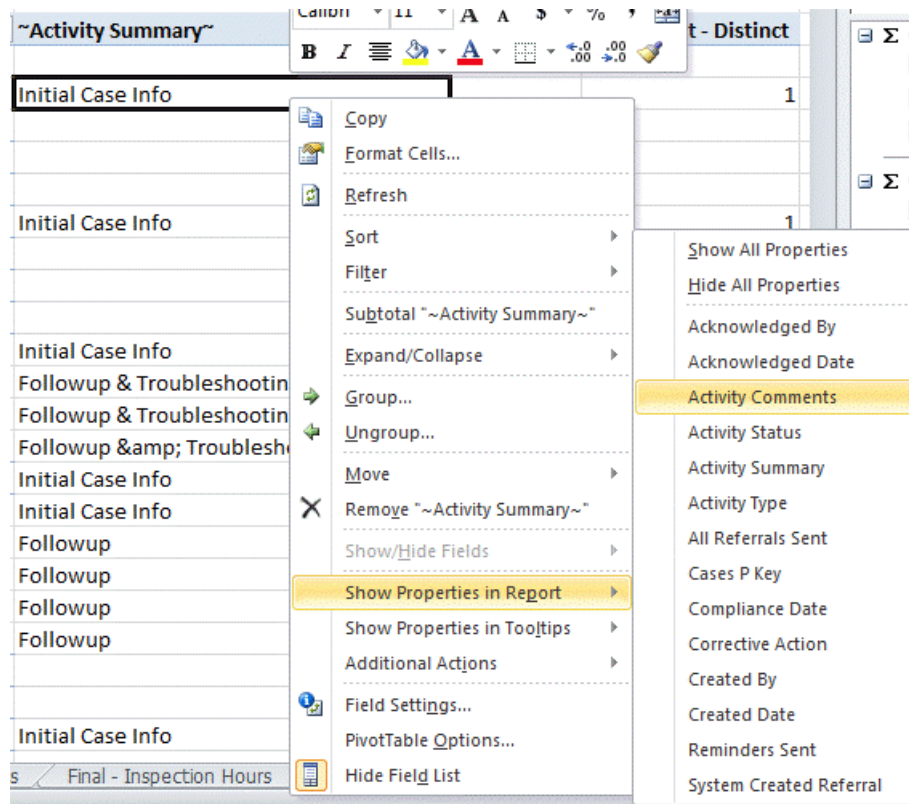 Calibri 11 A A $ % ,
~Activity Summary~
t - Distinct
B I A .0 .00 .00 .0
Σ
Initial Case Info
1
Σ
Initial Case Info
1
Initial Case Info
Followup & Troubleshootin
Followup & Troubleshootin
Followup &amp; Troublesh
Initial Case Info
Initial Case Info
Followup
Followup
Followup
Followup
Initial Case Info
s
Final - Inspection Hours
Copy
Format Cells...
Refresh
Sort
Filter
Subtotal "~Activity Summary~"
Expand/Collapse
Group...
Ungroup...
Move
Remove "~Activity Summary~"
Show/Hide Fields
Show Properties in Report
Show Properties in Tooltips
Additional Actions
Field Settings...
PivotTable Options...
Hide Field List
Show All Properties
Hide All Properties
Acknowledged By
Acknowledged Date
Activity Comments
Activity Status
Activity Summary
Activity Type
All Referrals Sent
Cases P Key
Compliance Date
Corrective Action
Created By
Created Date
Reminders Sent
System Created Referral